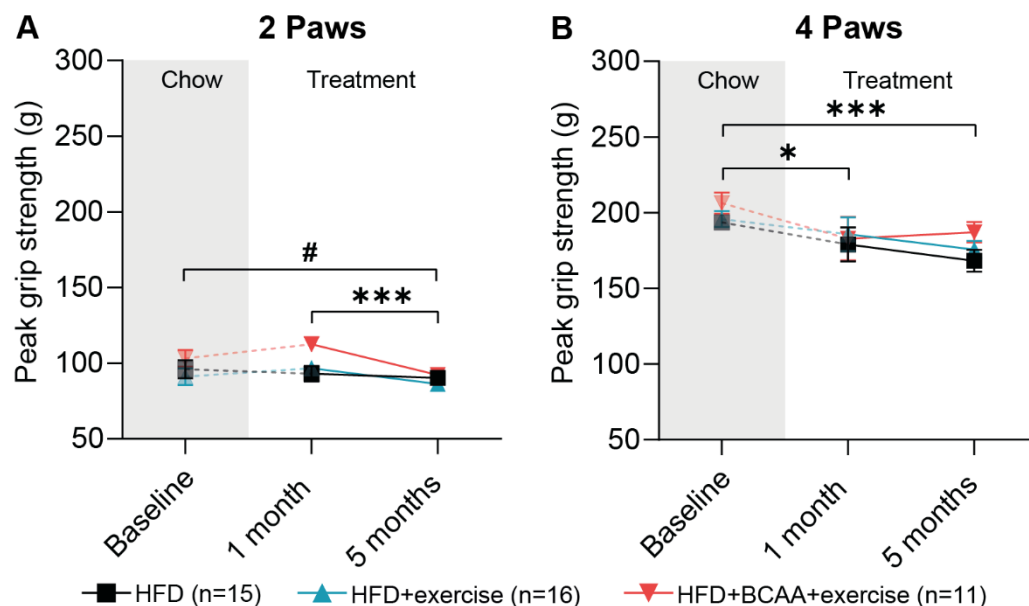 A
2 Paws
Peak grip strength (g)
300
250
200
150
100
50
Chow
Treatment
#
***
Baseline
1 month
5 months
B
4 Paws
Peak grip strength (g)
300
250
200
150
100
50
Chow
Treatment
***
*
Baseline
1 month
5 months
HFD (n=15)
HFD+exercise (n=16)
HFD+BCAA+exercise (n=11)